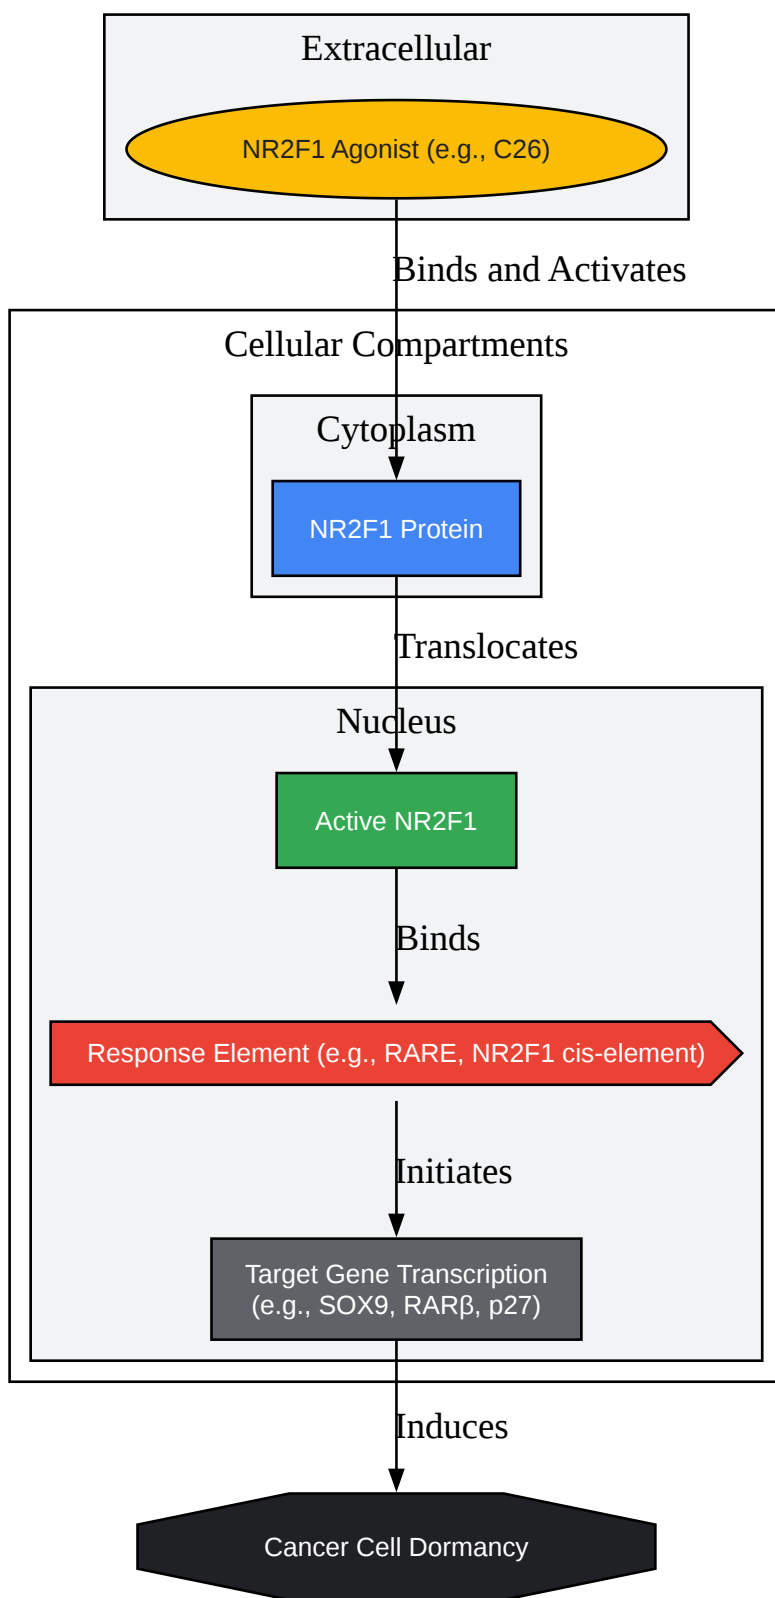 Extracellular
NR2F1 Agonist (e.g., C26)
Binds and Activates
Cellular Compartments
Cytoplasm
NR2F1 Protein
Translocates
Nucleus
Active NR2F1
Binds
Response Element (e.g., RARE, NR2F1 cis-element)
Initiates
Target Gene Transcription
(e.g., SOX9, RARβ, p27)
Induces
Cancer Cell Dormancy